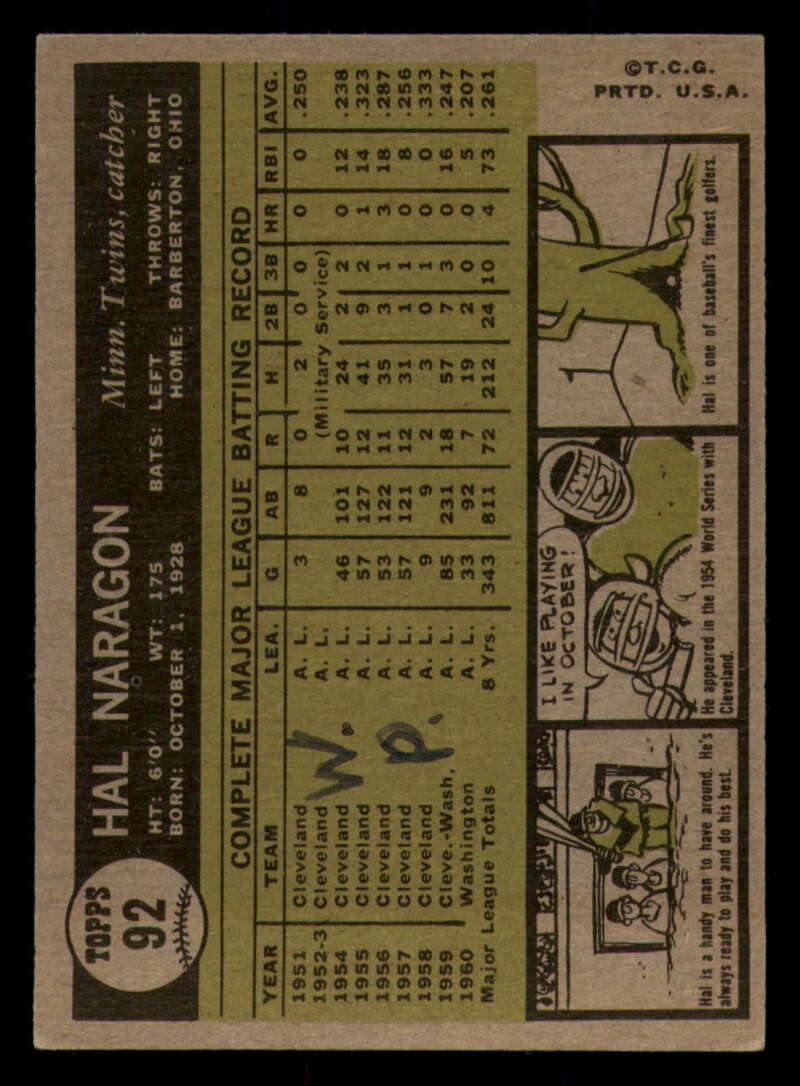 TOPPS
92
HAL NARAGON
Minn. Twins, catcher
HT: 6'0" WT: 175 BATS: LEFT THROWS: RIGHT
BORN: OCTOBER 1, 1928 HOME: BARBERTON, OHIO
COMPLETE MAJOR LEAGUE BATTING RECORD
YEAR TEAM LEA. G AB R H 2B 3B HR RBI AVG.
1951 Cleveland A. L. 3 8 0 2 0 0 0 0 .250
1952-3 Cleveland A. L. (Military Service)
1954 Cleveland A. L. 46 101 10 24 2 2 0 12 .238
1955 Cleveland A. L. 57 127 12 41 9 2 1 14 .323
1956 Cleveland A. L. 53 122 11 35 3 1 3 18 .287
1957 Cleveland A. L. 57 121 12 31 1 1 0 8 .256
1958 Cleveland A. L. 9 9 2 3 0 1 0 0 .333
1959 Cleve.-Wash. A. L. 85 231 18 57 7 3 0 16 .247
1960 Washington A. L. 33 92 7 19 2 0 0 5 .207
Major League Totals 8 Yrs. 343 811 72 212 24 10 4 73 .261
W. P.
Hal is a handy man to have around. He's
always ready to play and do his best.
I LIKE PLAYING
IN OCTOBER!
He appeared in the 1954 World Series with
Cleveland.
Hal is one of baseball's finest golfers.
©T.C.G.
PRTD. U.S.A.